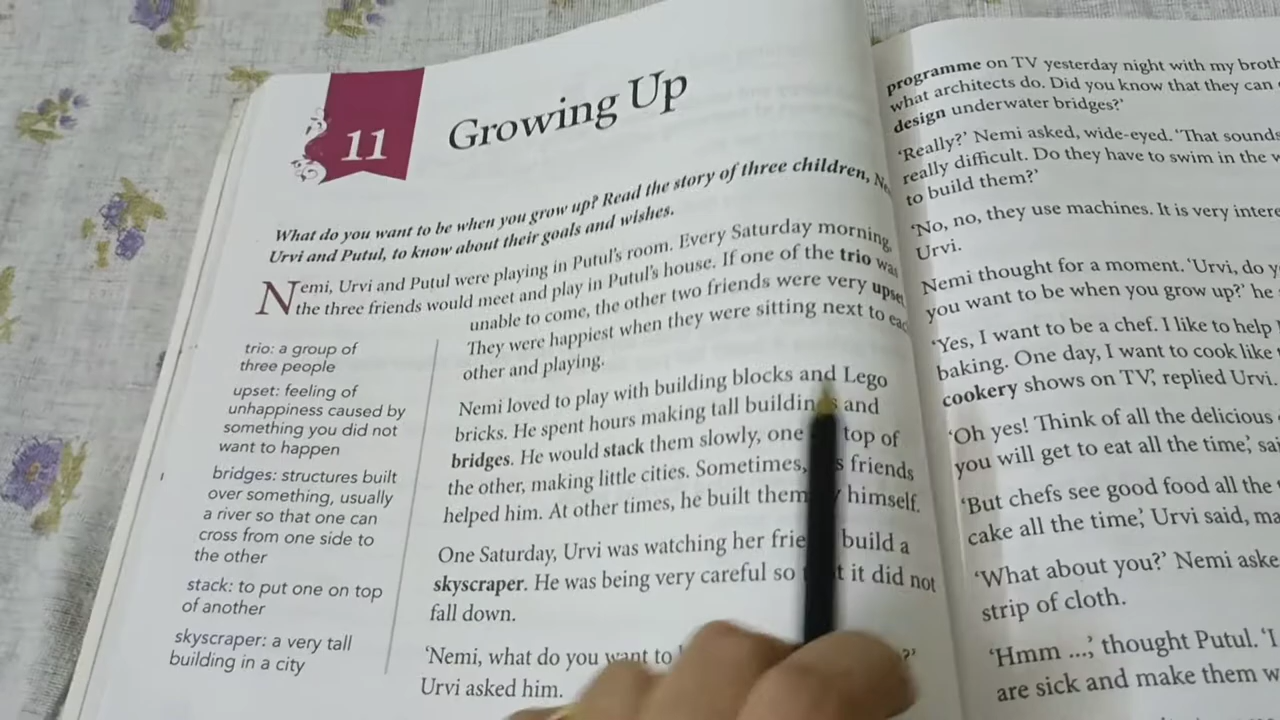 11
Growing Up
What do you want to be when you grow up? Read the story of three children,
Urvi and Putul, to know about their goals and wishes.
Nemi, Urvi and Putul were playing in Putul's room. Every Saturday morning,
the three friends would meet and play in Putul's house. If one of the trio was
unable to come, the other two friends were very upset.
They were happiest when they were sitting next to
other and playing.
trio: a group of
three people
upset: feeling of
unhappiness caused by
something you did not
want to happen
bridges: structures built
over something, usually
a river so that one can
cross from one side to
the other
stack: to put one on top
of another
skyscraper: a very tall
building in a city
Nemi loved to play with building blocks and Lego
bricks. He spent hours making tall buildings and
bridges. He would stack them slowly, one top of
the other, making little cities. Sometimes, friends
helped him. At other times, he built them himself.
One Saturday, Urvi was watching her build a
skyscraper. He was being very careful so it did not
fall down.
'Nemi, what do you want to
Urvi asked him.
programme on TV yesterday night with my
what architects do. Did you know that they can
design underwater bridges?'
'Really?' Nemi asked, wide-eyed. 'That sounds
really difficult. Do they have to swim in the
to build them?'
'No, no, they use machines. It is very
Urvi.
Nemi thought for a moment. 'Urvi, do
you want to be when you grow up?' he
'Yes, I want to be a chef. I like to help
baking. One day, I want to cook like
cookery shows on TV', replied Urvi.
'Oh yes! Think of all the delicious
you will get to eat all the time',
'But chefs see good food all the
cake all the time', Urvi said,
'What about you?' Nemi
strip of cloth.
'Hmm ...', thought Putul. 'I
are sick and make them